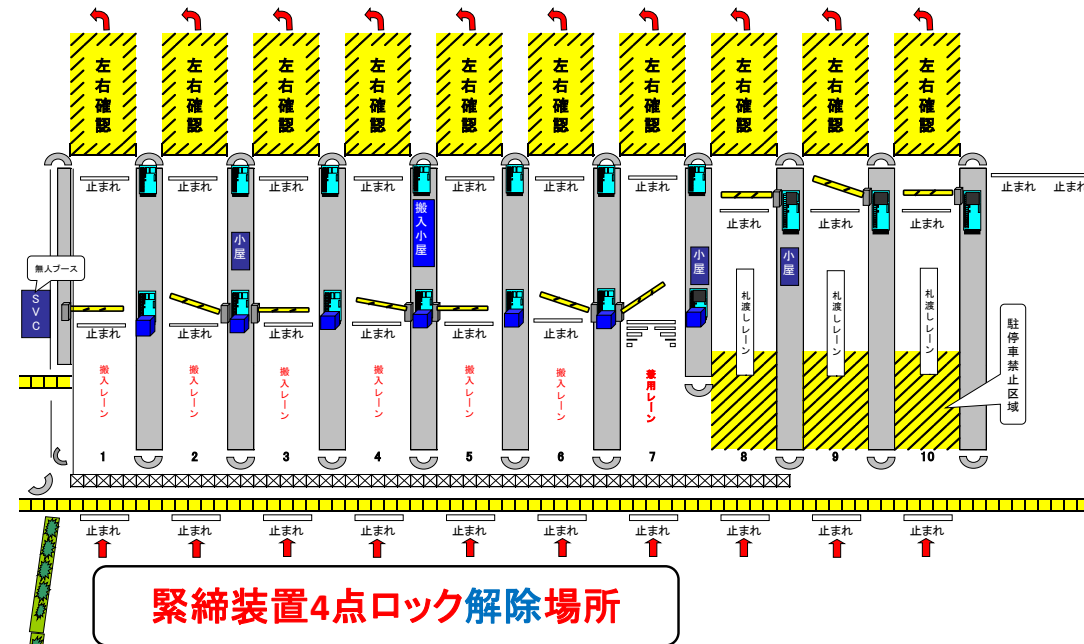 左右確認 左右確認 左右確認 左右確認 左右確認 左右確認 左右確認 左右確認 左右確認 左右確認
止まれ 止まれ 止まれ 止まれ 止まれ 止まれ 止まれ 止まれ 止まれ
搬入小屋
止まれ 止まれ 止まれ
小屋 小屋 小屋
無人ブース
SVC
札渡しレーン 札渡しレーン 札渡しレーン
駐停車禁止区域
止まれ 止まれ 止まれ 止まれ 止まれ 止まれ
搬入レーン 搬入レーン 搬入レーン 搬入レーン 搬入レーン 搬入レーン 兼用レーン
1 2 3 4 5 6 7 8 9 10
止まれ 止まれ 止まれ 止まれ 止まれ 止まれ 止まれ 止まれ 止まれ 止まれ
緊締装置4点ロック解除場所